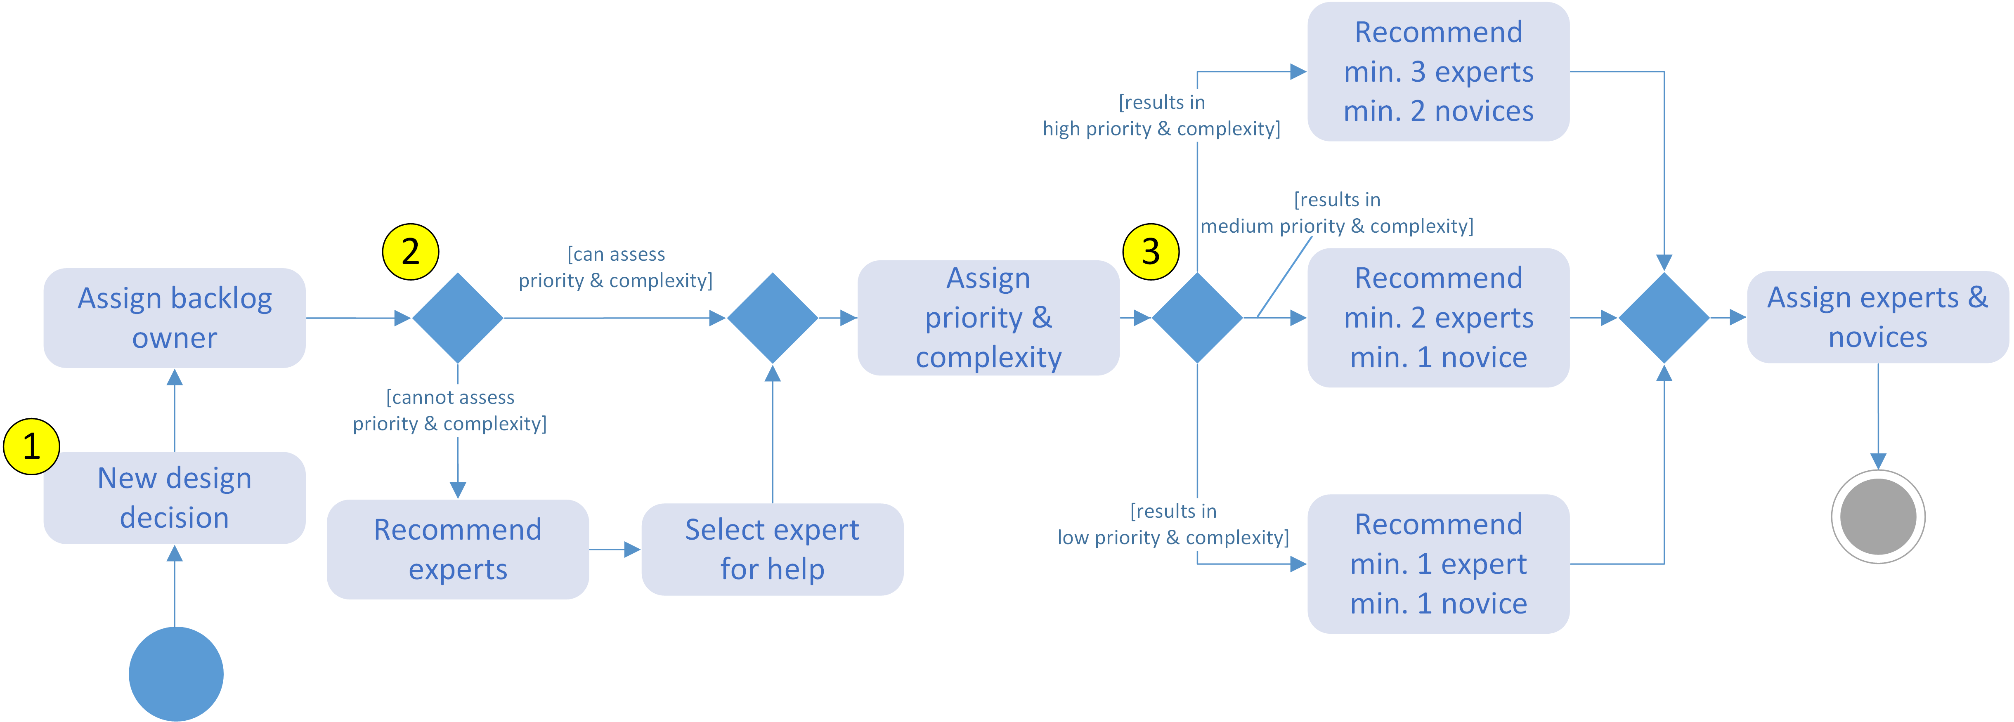 1
New design
decision
Assign backlog
owner
2
[can assess
priority & complexity]
[cannot assess
priority & complexity]
Recommend
experts
Select expert
for help
Assign
priority &
complexity
3
[results in
high priority & complexity]
Recommend
min. 3 experts
min. 2 novices
[results in
medium priority & complexity]
Recommend
min. 2 experts
min. 1 novice
[results in
low priority & complexity]
Recommend
min. 1 expert
min. 1 novice
Assign experts &
novices